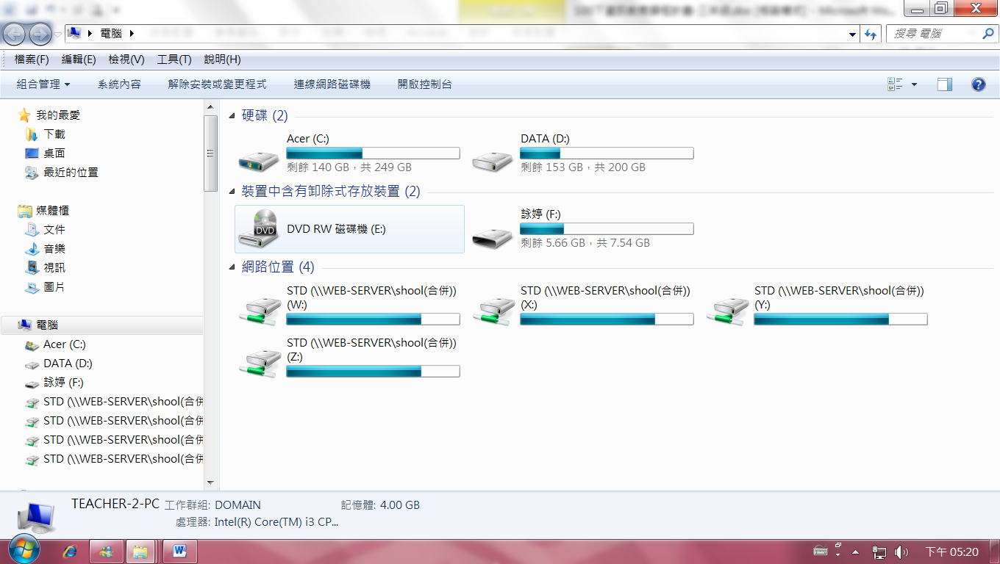 電腦
搜尋 電腦
檔案(F) 編輯(E) 檢視(V) 工具(T) 說明(H)
組合管理 系統內容 解除安裝或變更程式 連線網路磁碟機 開啟控制台
我的最愛
下載
桌面
最近的位置
媒體櫃
文件
音樂
視訊
圖片
電腦
Acer (C:)
DATA (D:)
詠婷 (F:)
STD (\\WEB-SERVER\shool(合併
STD (\\WEB-SERVER\shool(合併
STD (\\WEB-SERVER\shool(合併
STD (\\WEB-SERVER\shool(合併
硬碟 (2)
Acer (C:)
剩餘 140 GB，共 249 GB
DATA (D:)
剩餘 153 GB，共 200 GB
裝置中含有卸除式存放裝置 (2)
DVD
DVD RW 磁碟機 (E:)
詠婷 (F:)
剩餘 5.66 GB，共 7.54 GB
網路位置 (4)
STD (\\WEB-SERVER\shool(合併))
(W:)
STD (\\WEB-SERVER\shool(合併))
(X:)
STD (\\WEB-SERVER\shool(合併))
(Y:)
STD (\\WEB-SERVER\shool(合併))
(Z:)
TEACHER-2-PC 工作群組: DOMAIN 記憶體: 4.00 GB
處理器: Intel(R) Core(TM) i3 CP...
下午 05:20